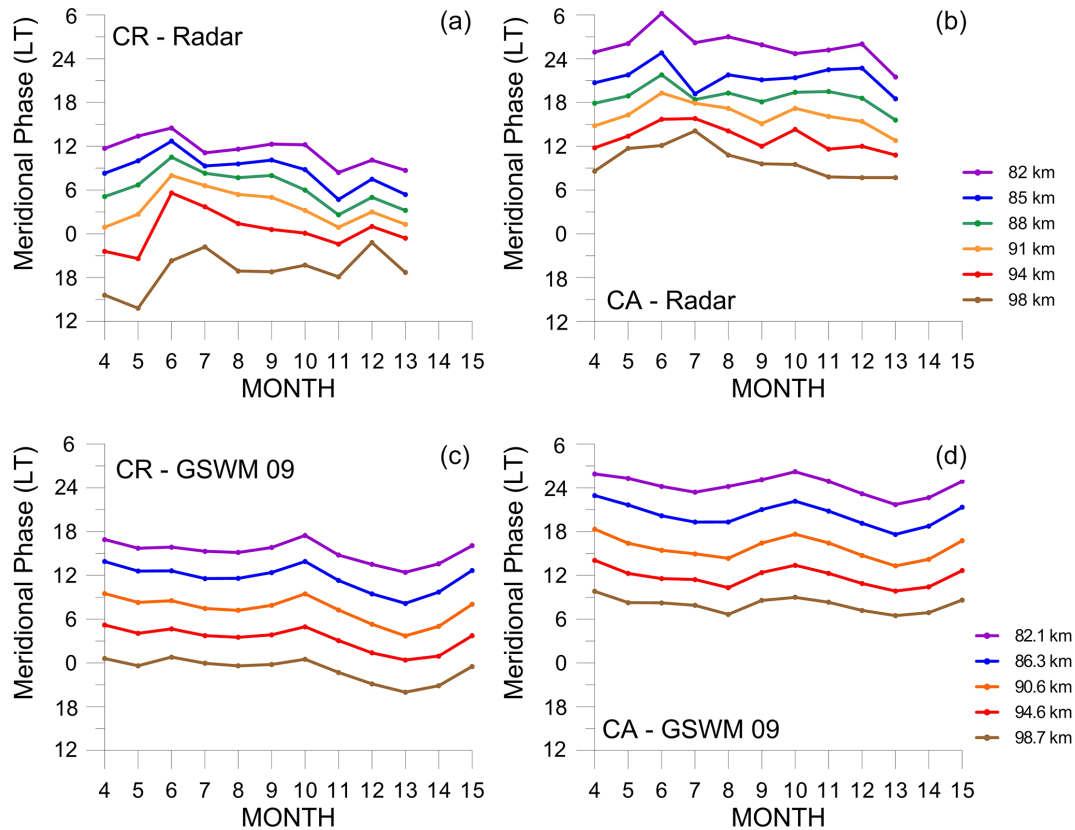 (a)
CR - Radar
Meridional Phase (LT)
6
24
18
12
6
0
18
12
4 5 6 7 8 9 10 11 12 13 14 15
MONTH
(b)
CA - Radar
Meridional Phase (LT)
6
24
18
12
6
0
18
12
4 5 6 7 8 9 10 11 12 13 14 15
MONTH
82 km
85 km
88 km
91 km
94 km
98 km
(c)
CR - GSWM 09
Meridional Phase (LT)
6
24
18
12
6
0
18
12
4 5 6 7 8 9 10 11 12 13 14 15
MONTH
(d)
CA - GSWM 09
Meridional Phase (LT)
6
24
18
12
6
0
18
12
4 5 6 7 8 9 10 11 12 13 14 15
MONTH
82.1 km
86.3 km
90.6 km
94.6 km
98.7 km